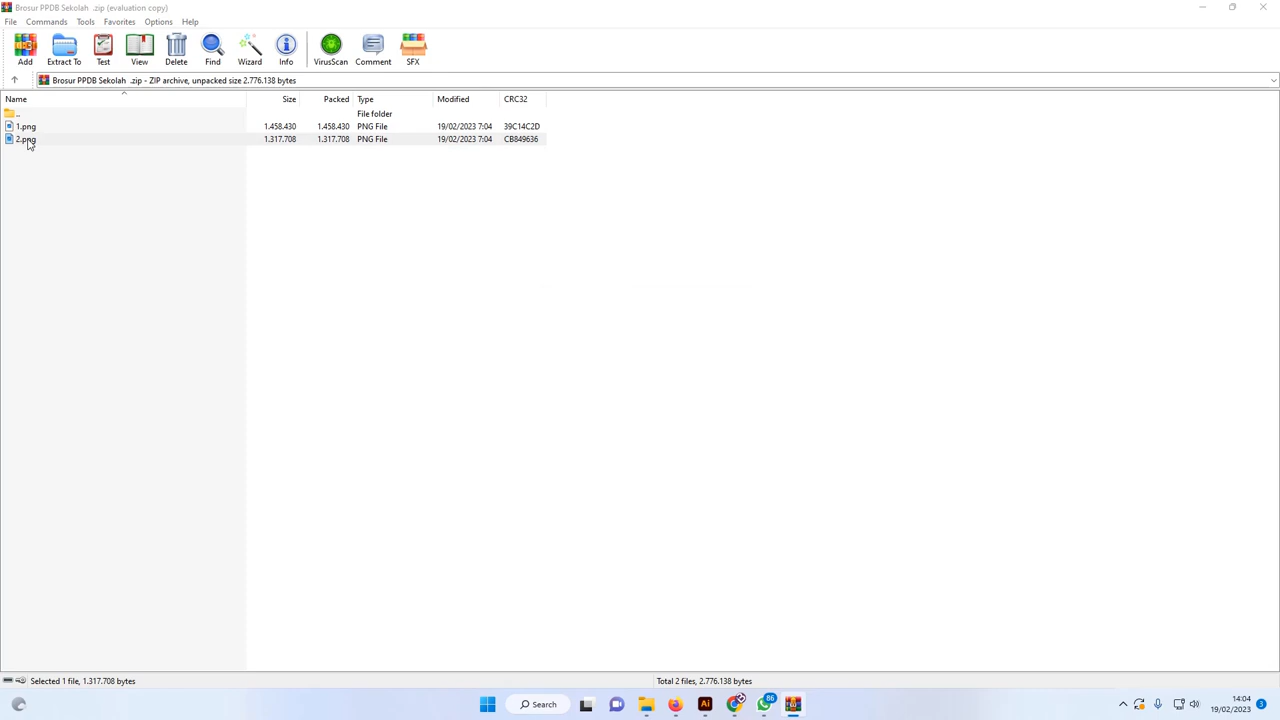 Brosur PPDB Sekolah .zip (evaluation copy)
File Commands Tools Favorites Options Help
Add Extract To Test View Delete Find Wizard Info VirusScan Comment SFX
Brosur PPDB Sekolah .zip - ZIP archive, unpacked size 2.776.138 bytes
Name Size Packed Type Modified CRC32
.. File folder
1.png 1.458.430 1.458.430 PNG File 19/02/2023 7:04 39C14C2D
2.png 1.317.708 1.317.708 PNG File 19/02/2023 7:04 CB849636
Selected 1 file, 1.317.708 bytes Total 2 files, 2.776.138 bytes
Search Ai 86 14:04
19/02/2023 3